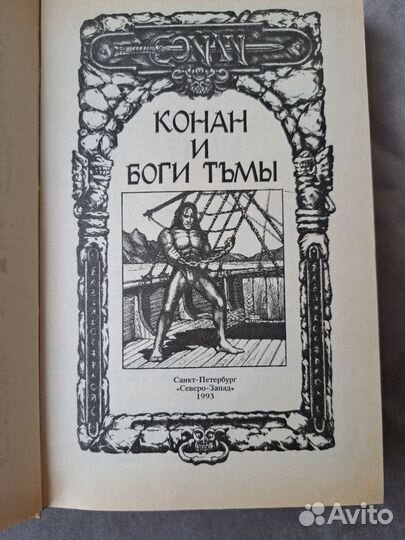 CONAN
КОНАН
И
БОГИ ТЬМЫ
Санкт-Петербург
«Северо-Запад»
1993
Avito